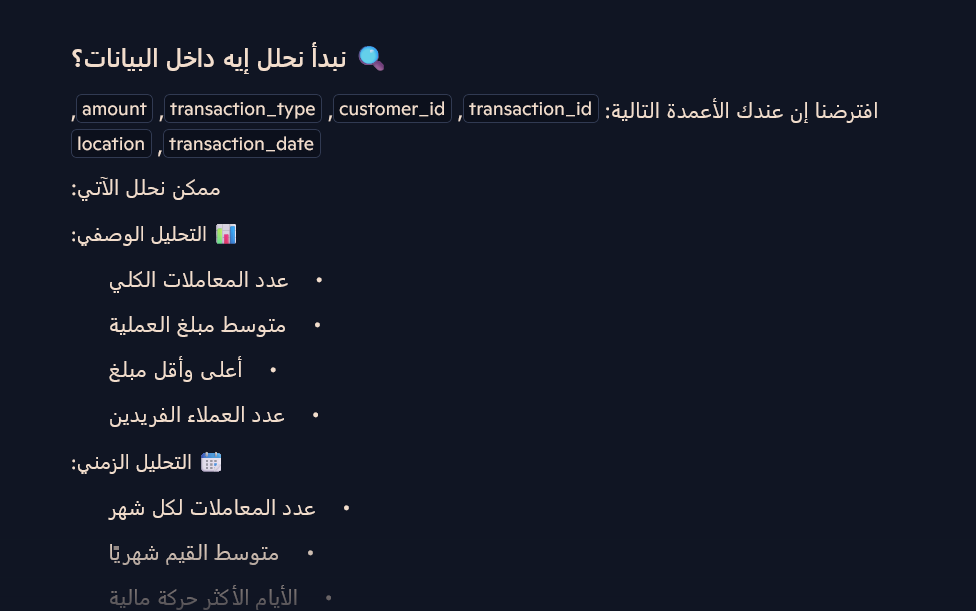 🔍 نبدأ نحلل إيه داخل البيانات؟
افترضنا إن عندك الأعمدة التالية: transaction_id, customer_id, transaction_type, amount,
transaction_date, location
ممكن نحلل الآتي:
📊 التحليل الوصفي:
• عدد المعاملات الكلي
• متوسط مبلغ العملية
• أعلى وأقل مبلغ
• عدد العملاء الفريدين
📅 التحليل الزمني:
• عدد المعاملات لكل شهر
• متوسط القيم شهريًا
• الأيام الأكثر حركة مالية